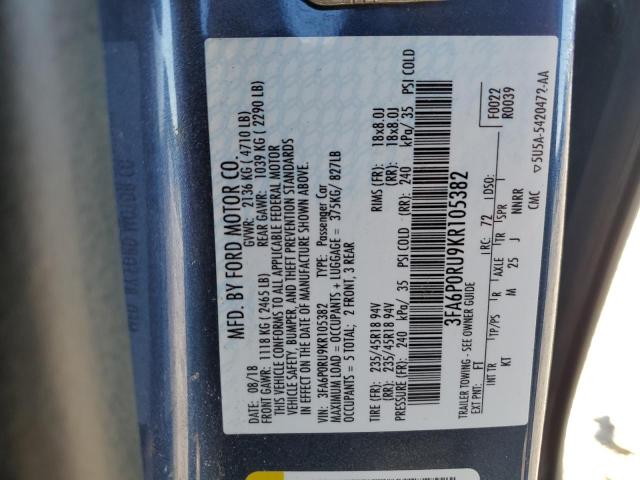 MFD. BY FORD MOTOR CO.
DATE: 08/18 GVWR: 2136 KG ( 4710 LB)
FRONT GAWR: 1118 KG ( 2465 LB) REAR GAWR: 1039 KG ( 2290 LB)
THIS VEHICLE CONFORMS TO ALL APPLICABLE FEDERAL MOTOR
VEHICLE SAFETY, BUMPER, AND THEFT PREVENTION STANDARDS
IN EFFECT ON THE DATE OF MANUFACTURE SHOWN ABOVE.
VIN: 3FA6P0RU9KR105382 TYPE: Passenger Car
MAXIMUM LOAD = OCCUPANTS + LUGGAGE = 375KG/ 827LB
OCCUPANTS = 5 TOTAL; 2 FRONT, 3 REAR
TIRE (FR): 235/45R18 94V RIMS (FR): 18x8.0J
(RR): 235/45R18 94V (RR): 18x8.0J
PRESSURE (FR): 240 kPa/ 35 PSI COLD (RR): 240 kPa/ 35 PSI COLD
3FA6P0RU9KR105382
TRAILER TOWING - SEE OWNER GUIDE
EXT PNT: FT RC: 72 DSO: F0022
R0039
INT TR TP/PS R AXLE TR SPR
KT M 25 J NNRR
CMC 5U5A-5420472-AA